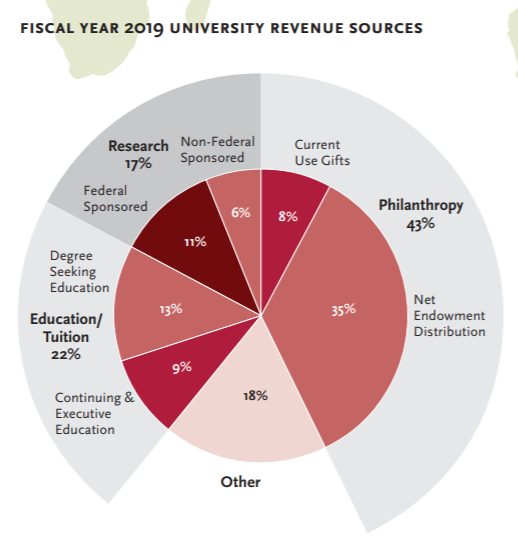 FISCAL YEAR 2019 UNIVERSITY REVENUE SOURCES
Research
17%
Non-Federal
Sponsored
Federal
Sponsored
Current
Use Gifts
Philanthropy
43%
6%
8%
11%
Degree
Seeking
Education
13%
35%
Net
Endowment
Distribution
Education/
Tuition
22%
9%
Continuing &
Executive
Education
18%
Other